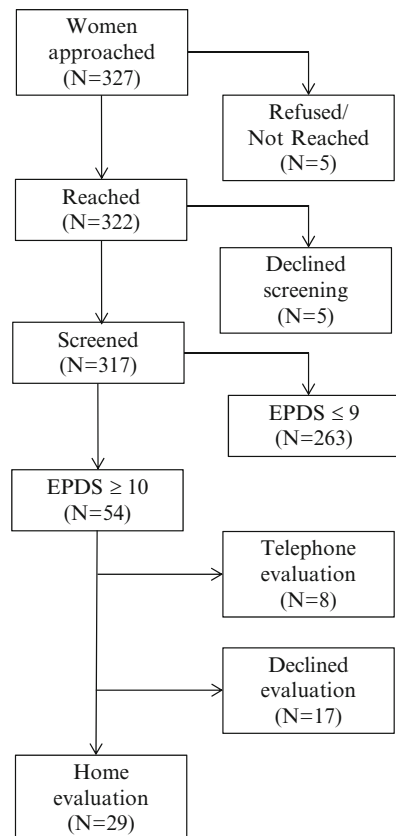 Women
approached
(N=327)
Refused/
Not Reached
(N=5)
Reached
(N=322)
Declined
screening
(N=5)
Screened
(N=317)
EPDS ≤ 9
(N=263)
EPDS ≥ 10
(N=54)
Telephone
evaluation
(N=8)
Declined
evaluation
(N=17)
Home
evaluation
(N=29)